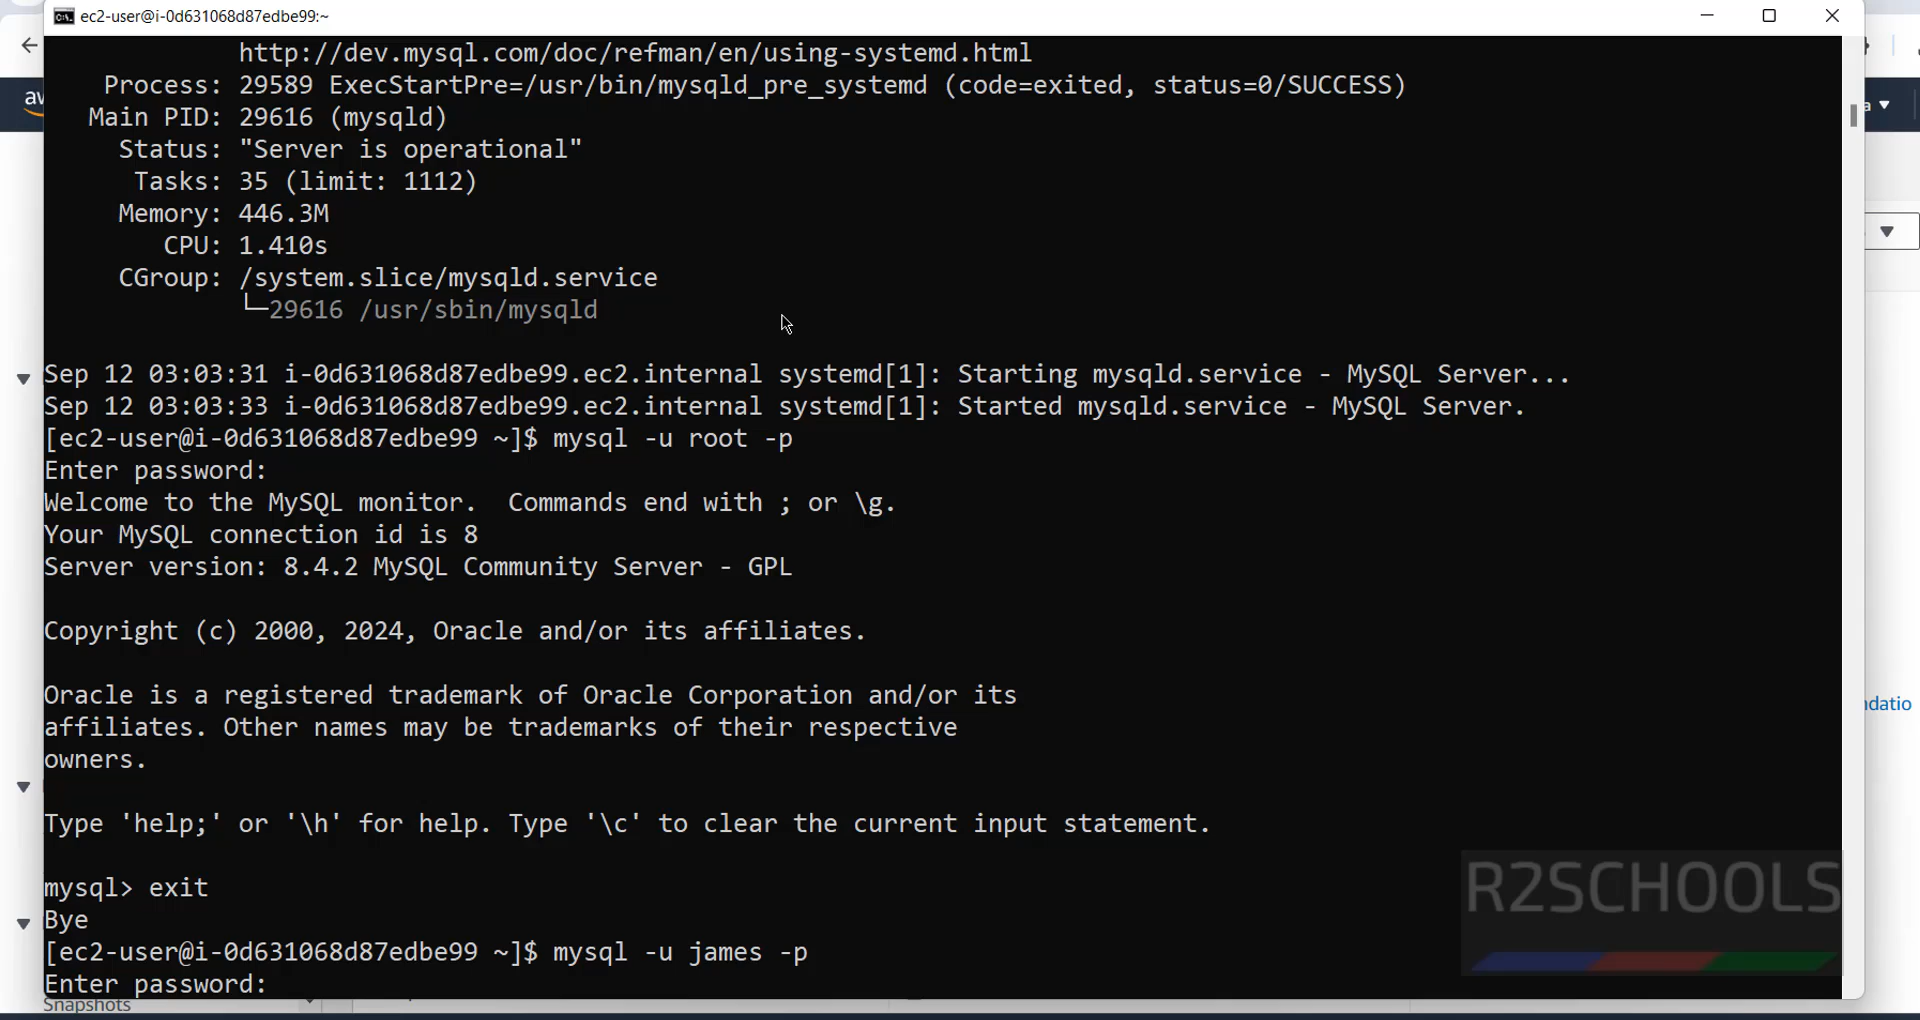 ec2-user@i-0d631068d87edbe99:~
http://dev.mysql.com/doc/refman/en/using-systemd.html
Process: 29589 ExecStartPre=/usr/bin/mysqld_pre_systemd (code=exited, status=0/SUCCESS)
Main PID: 29616 (mysqld)
Status: "Server is operational"
Tasks: 35 (limit: 1112)
Memory: 446.3M
CPU: 1.410s
CGroup: /system.slice/mysqld.service
└─29616 /usr/sbin/mysqld
Sep 12 03:03:31 i-0d631068d87edbe99.ec2.internal systemd[1]: Starting mysqld.service - MySQL Server...
Sep 12 03:03:33 i-0d631068d87edbe99.ec2.internal systemd[1]: Started mysqld.service - MySQL Server.
[ec2-user@i-0d631068d87edbe99 ~]$ mysql -u root -p
Enter password:
Welcome to the MySQL monitor.  Commands end with ; or \g.
Your MySQL connection id is 8
Server version: 8.4.2 MySQL Community Server - GPL
Copyright (c) 2000, 2024, Oracle and/or its affiliates.
Oracle is a registered trademark of Oracle Corporation and/or its
affiliates. Other names may be trademarks of their respective
owners.
Type 'help;' or '\h' for help. Type '\c' to clear the current input statement.
mysql> exit
Bye
[ec2-user@i-0d631068d87edbe99 ~]$ mysql -u james -p
Enter password:
R2SCHOOLS
Snapshots